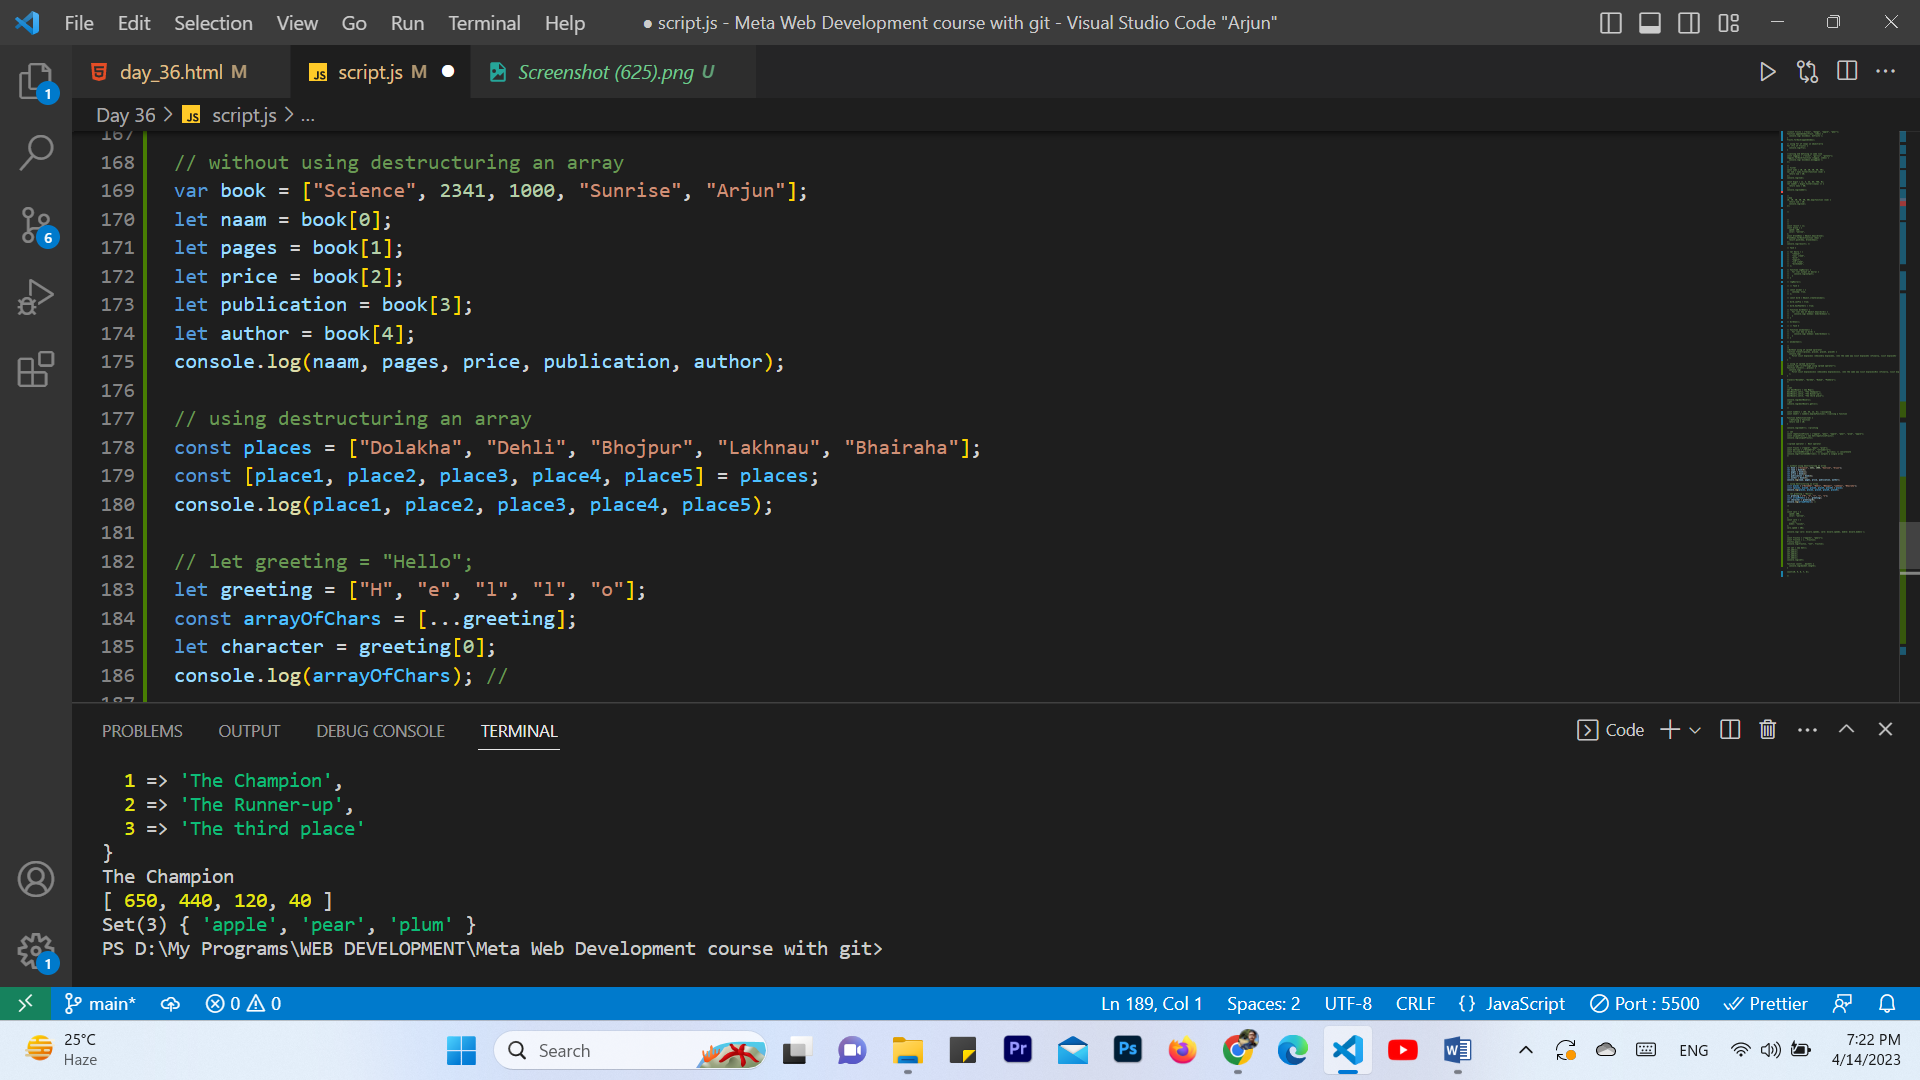 File Edit Selection View Go Run Terminal Help ● script.js - Meta Web Development course with git - Visual Studio Code "Arjun"
day_36.html M script.js M ● Screenshot (625).png U
Day 36 > JS script.js > ...
167
168 // without using destructuring an array
169 var book = ["Science", 2341, 1000, "Sunrise", "Arjun"];
170 let naam = book[0];
171 let pages = book[1];
172 let price = book[2];
173 let publication = book[3];
174 let author = book[4];
175 console.log(naam, pages, price, publication, author);
176
177 // using destructuring an array
178 const places = ["Dolakha", "Dehli", "Bhojpur", "Lakhnau", "Bhairaha"];
179 const [place1, place2, place3, place4, place5] = places;
180 console.log(place1, place2, place3, place4, place5);
181
182 // let greeting = "Hello";
183 let greeting = ["H", "e", "l", "l", "o"];
184 const arrayOfChars = [...greeting];
185 let character = greeting[0];
186 console.log(arrayOfChars); //
187
PROBLEMS OUTPUT DEBUG CONSOLE TERMINAL Code
1 => 'The Champion',
2 => 'The Runner-up',
3 => 'The third place'
}
The Champion
[ 650, 440, 120, 40 ]
Set(3) { 'apple', 'pear', 'plum' }
PS D:\My Programs\WEB DEVELOPMENT\Meta Web Development course with git>
main* 0 0 Ln 189, Col 1 Spaces: 2 UTF-8 CRLF {} JavaScript Port : 5500 Prettier
25°C
Haze
Search
ENG
7:22 PM
4/14/2023